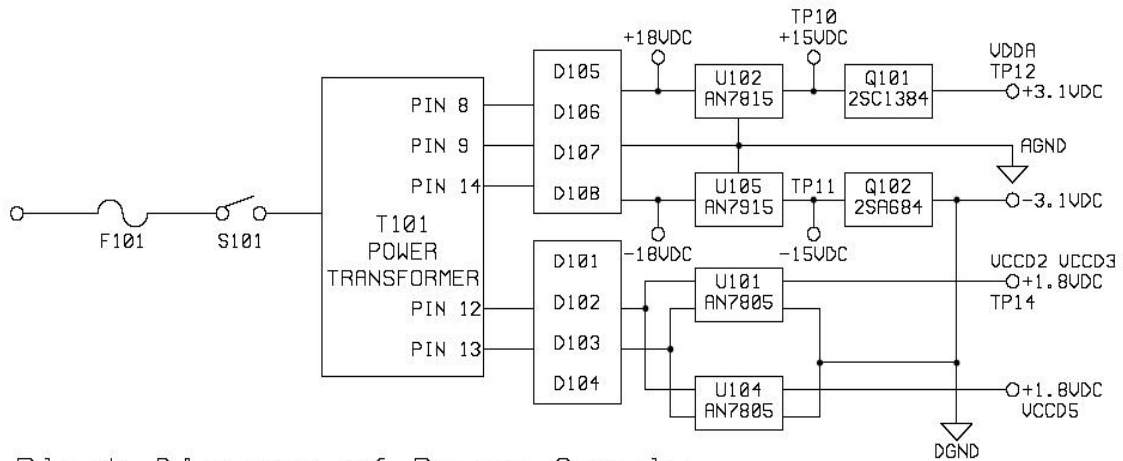 TP10
+18VDC
+15VDC
VDDA
TP12
+3.1VDC
D105
D106
D107
D108
U102
AN7815
Q101
2SC1384
PIN 8
PIN 9
PIN 14
AGND
U105
AN7915
TP11
Q102
2SA684
-3.1VDC
F101
S101
T101
POWER
TRANSFORMER
-18VDC
-15VDC
D101
D102
D103
D104
U101
AN7805
VCCD2 VCCD3
+1.8VDC
TP14
PIN 12
PIN 13
U104
AN7805
+1.8VDC
VCCD5
DGND